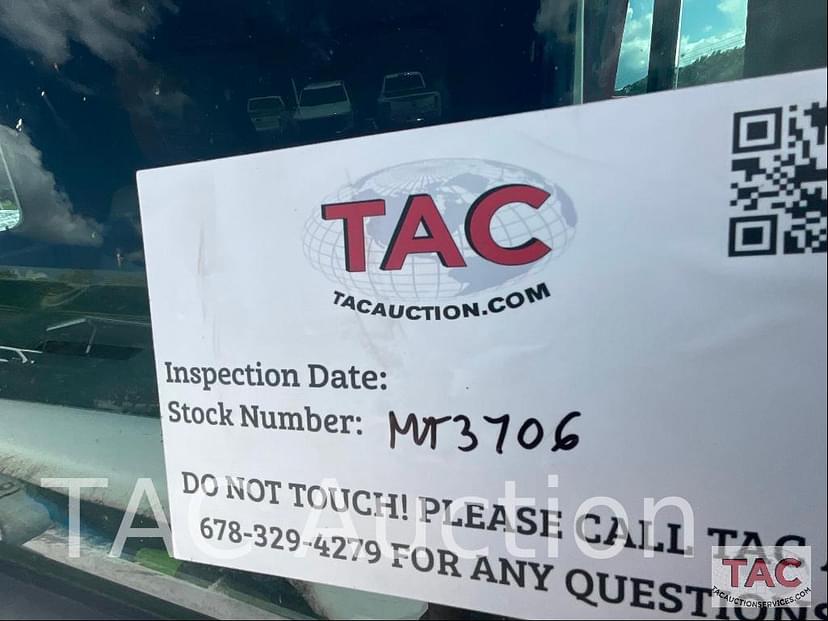 TAC
TACAUCTION.COM
Inspection Date:
Stock Number: MT3706
DO NOT TOUCH! PLEASE CALL TAC
678-329-4279 FOR ANY QUESTIONS
TAC Auction
TAC
TACAUCTIONSERVICES.COM